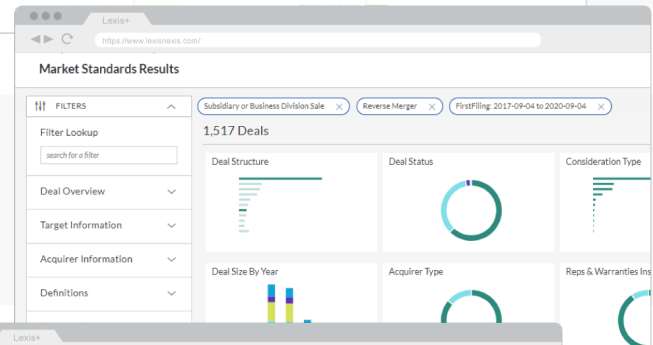 Lexis+
https://www.lexisnexis.com/
Market Standards Results
FILTERS
Subsidiary or Business Division Sale ×
Reverse Merger ×
FirstFiling: 2017-09-04 to 2020-09-04 ×
Filter Lookup
search for a filter
1,517 Deals
Deal Structure
Deal Status
Consideration Type
Deal Overview
Target Information
Acquirer Information
Definitions
Deal Size By Year
Acquirer Type
Reps & Warranties Ins
Lexis+